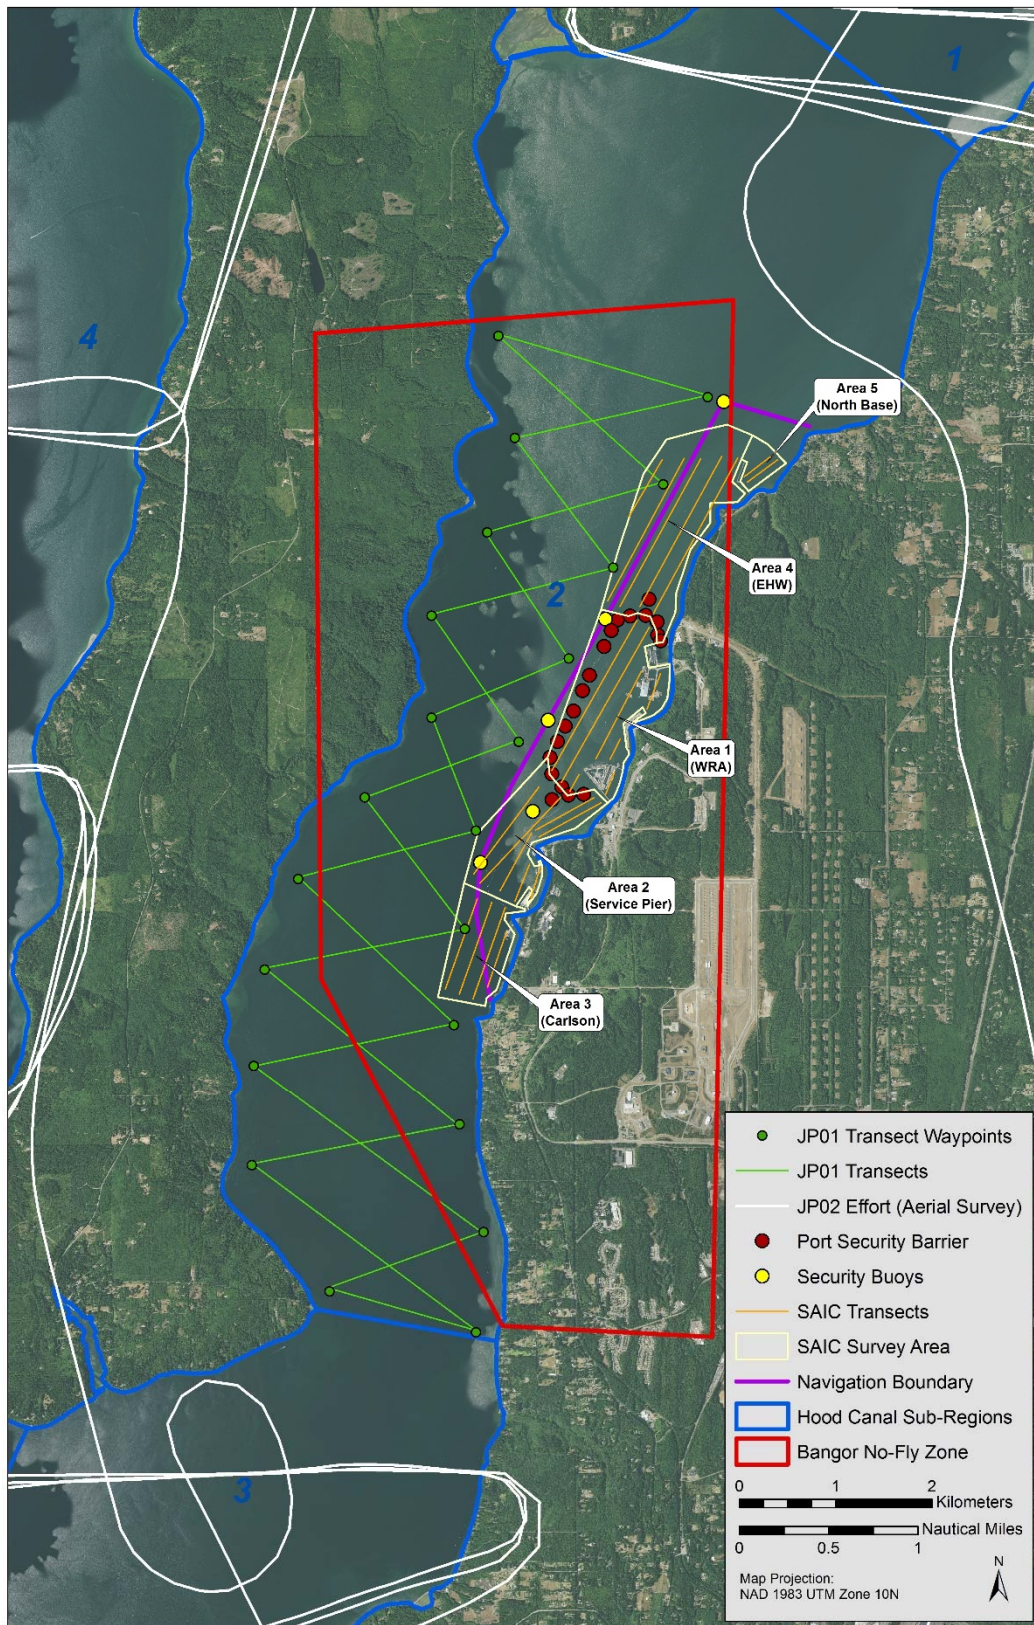 1
4
Area 5
(North Base)
Area 4
(EHW)
2
Area 1
(WRA)
Area 2
(Service Pier)
Area 3
(Carlson)
3
JP01 Transect Waypoints
JP01 Transects
JP02 Effort (Aerial Survey)
Port Security Barrier
Security Buoys
SAIC Transects
SAIC Survey Area
Navigation Boundary
Hood Canal Sub-Regions
Bangor No-Fly Zone
0 1 2
Kilometers
Nautical Miles
0 0.5 1
Map Projection:
NAD 1983 UTM Zone 10N
N